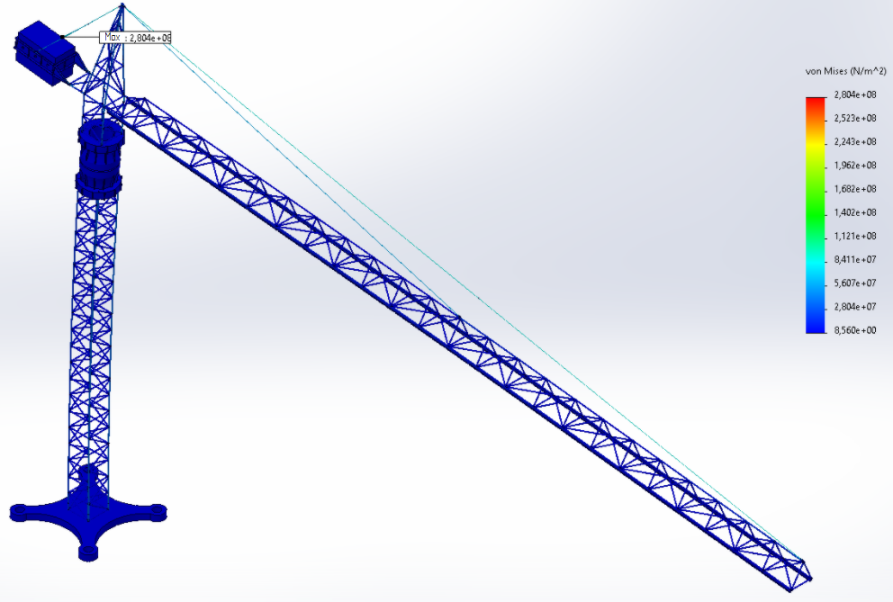 Max : 2,804e+08
von Mises (N/m^2)
2,804e+08
2,523e+08
2,243e+08
1,962e+08
1,682e+08
1,402e+08
1,121e+08
8,411e+07
5,607e+07
2,804e+07
8,560e+00